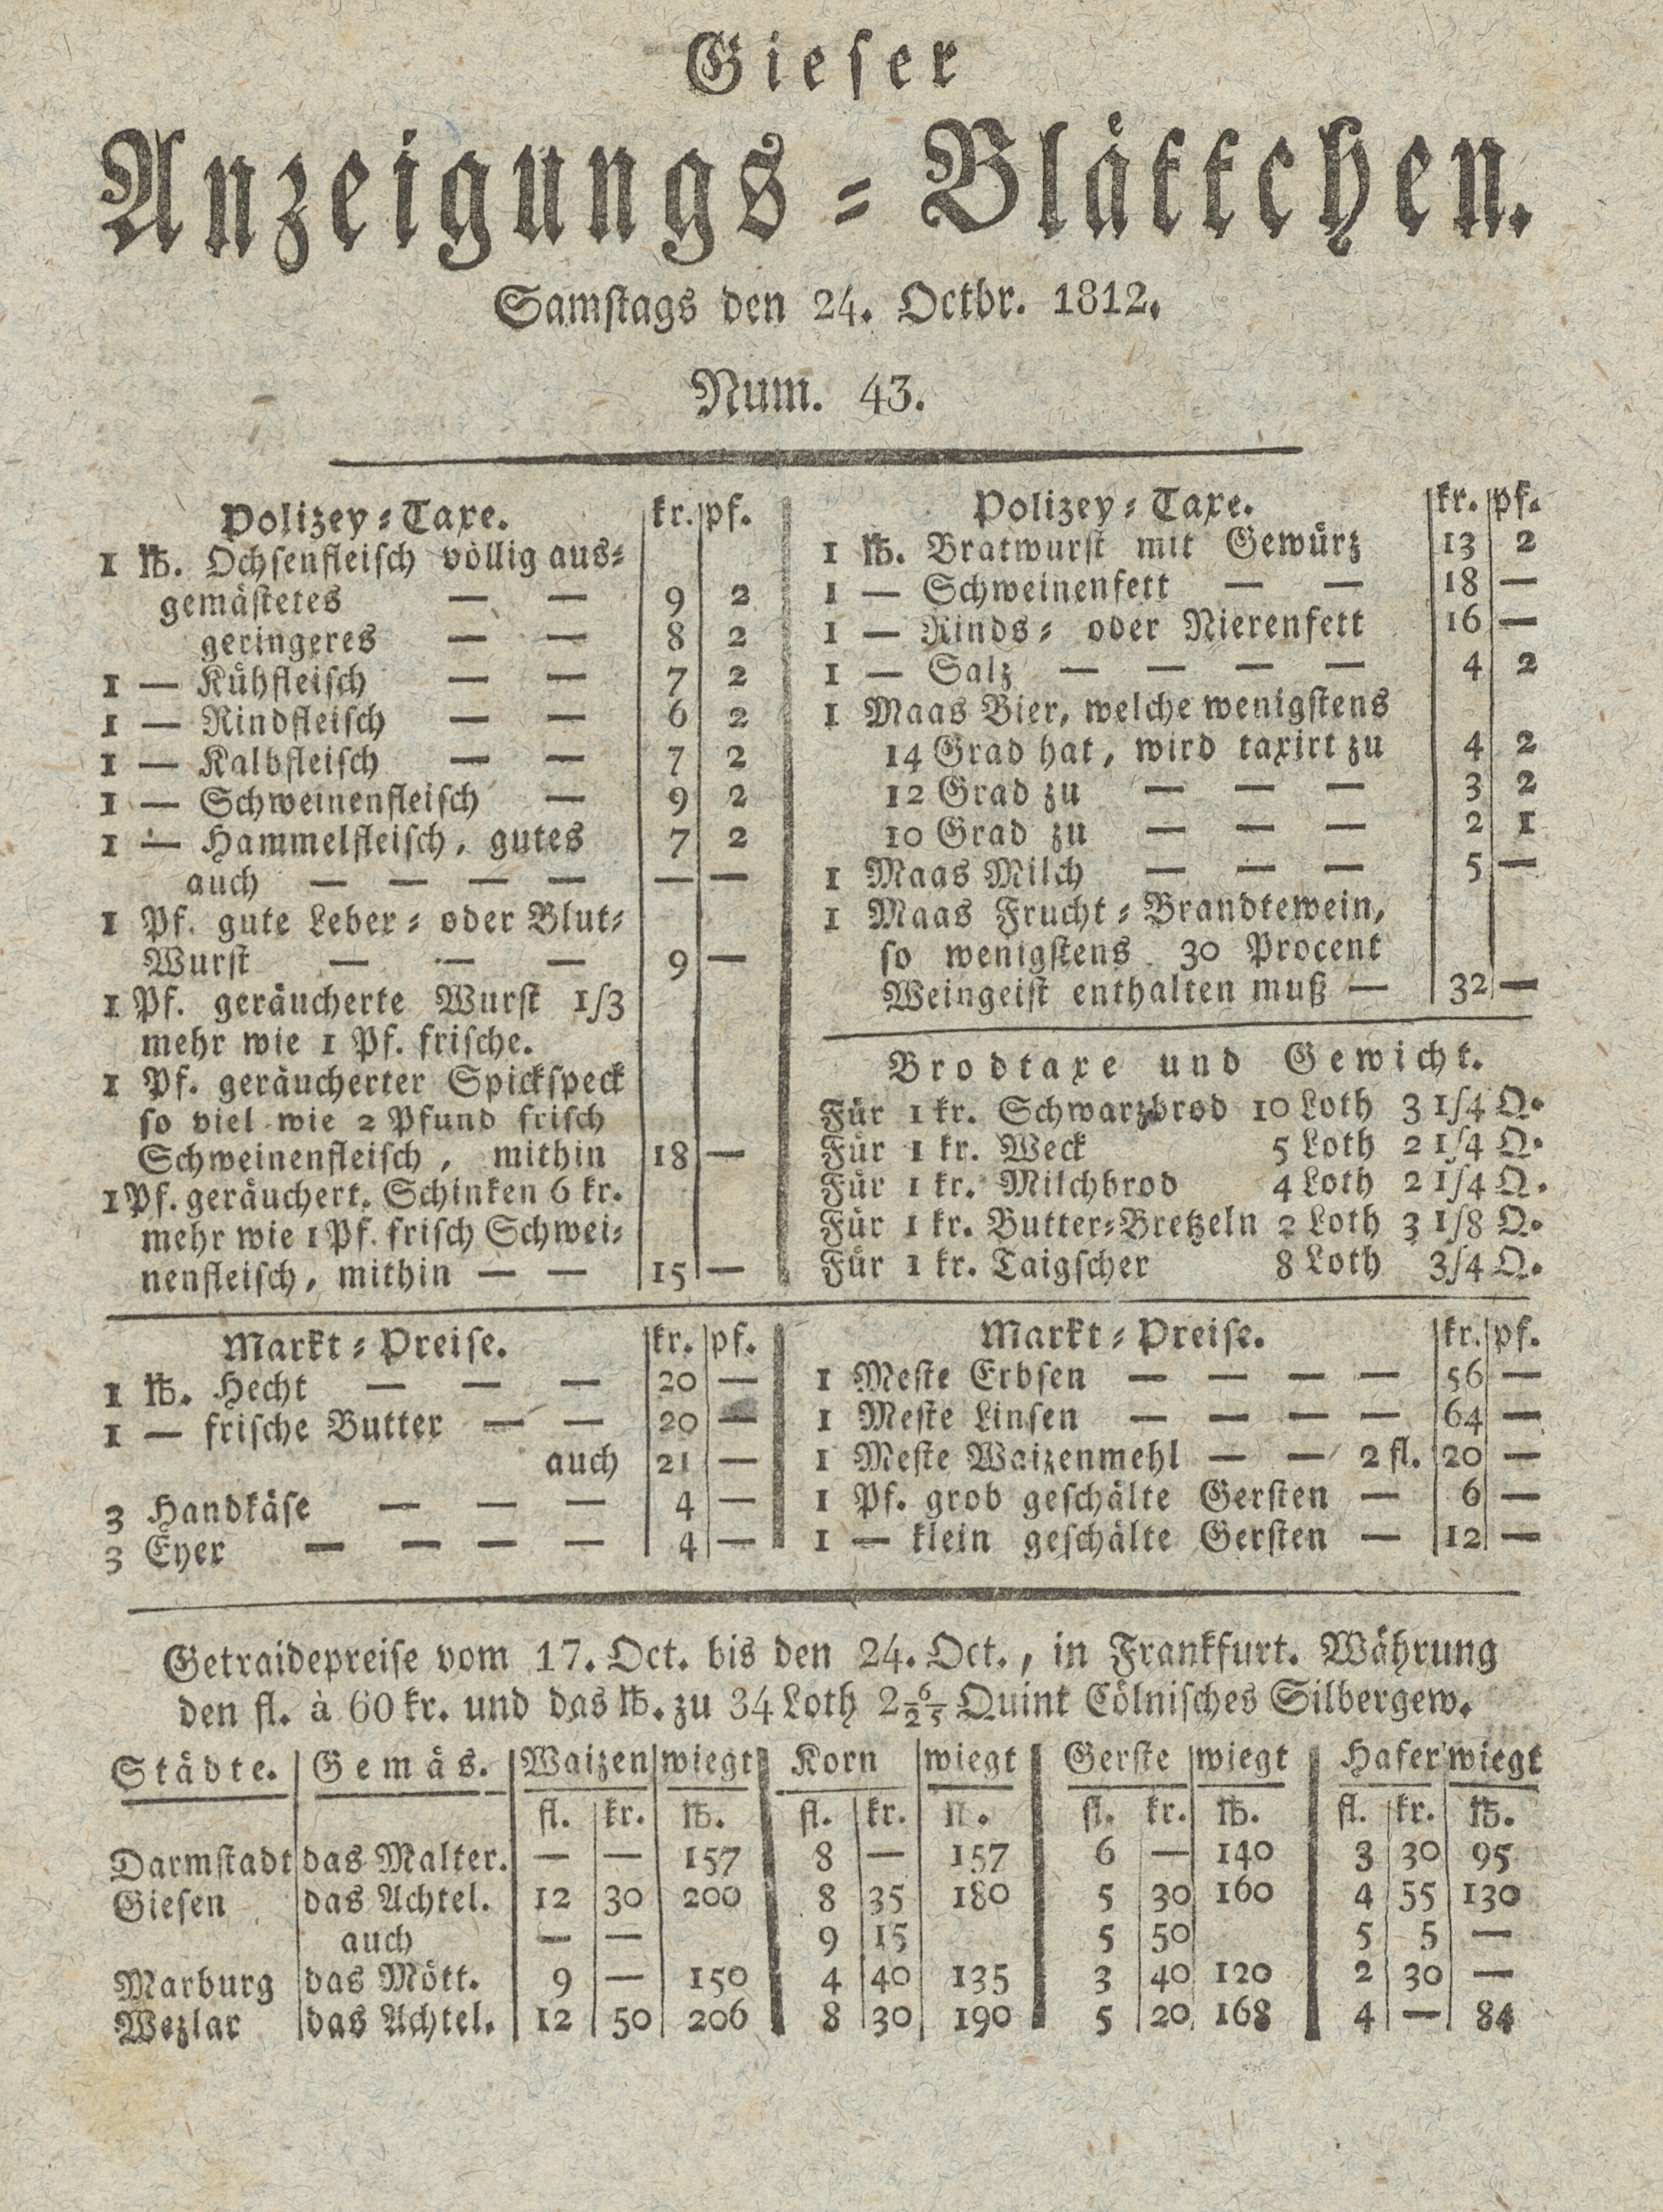 Gieser
Anzeigungs-Blåttchen.
Samstags den 24. Octbr. 1812.
Num. 43.
Polizey-Taxe. kr. pf.
1 ℔. Ochsenfleisch völlig aus-
gemästetes — — 9 2
geringeres — — 8 2
1 — Kühfleisch — — 7 2
1 — Rindfleisch — — 6 2
1 — Kalbfleisch — — 7 2
1 — Schweinenfleisch — 9 2
1 — Hammelfleisch, gutes 7 2
auch — — — — — —
1 Pf. gute Leber- oder Blut-
Wurst — — — 9 —
1 Pf. geräucherte Wurst 1/3
mehr wie 1 Pf. frische.
1 Pf. geräucherter Spickspeck
so viel wie 2 Pfund frisch
Schweinenfleisch, mithin 18 —
1 Pf. geräuchert. Schinken 6 kr.
mehr wie 1 Pf. frisch Schwei-
nenfleisch, mithin — — 15 —
Polizey-Taxe. kr. pf.
1 ℔. Bratwurst mit Gewürz 13 2
1 — Schweinenfett — — 18 —
1 — Rinds- oder Nierenfett 16 —
1 — Salz — — — — 4 2
1 Maas Bier, welche wenigstens
14 Grad hat, wird taxirt zu 4 2
12 Grad zu — — — 3 2
10 Grad zu — — — 2 1
1 Maas Milch — — — 5 —
1 Maas Frucht-Brandtewein,
so wenigstens 30 Procent
Weingeist enthalten muß — 32 —
Brodtaxe und Gewicht.
Für 1 kr. Schwarzbrod 10 Loth 3 1/4 Q.
Für 1 kr. Weck 5 Loth 2 1/4 Q.
Für 1 kr. Milchbrod 4 Loth 2 1/4 Q.
Für 1 kr. Butter-Bretzeln 2 Loth 3 1/8 Q.
Für 1 kr. Taigscher 8 Loth 3/4 Q.
Markt-Preise. kr. pf.
1 ℔. Hecht — — — 20 —
1 — frische Butter — — 20 —
auch 21 —
3 Handkäse — — — 4 —
3 Eyer — — — — 4 —
Markt-Preise. kr. pf.
1 Meste Erbsen — — — — 56 —
1 Meste Linsen — — — — 64 —
1 Meste Waizenmehl — — 2 fl. 20 —
1 Pf. grob geschälte Gersten — 6 —
1 — klein geschälte Gersten — 12 —
Getraidepreise vom 17. Oct. bis den 24. Oct., in Frankfurt. Währung
den fl. à 60 kr. und das ℔. zu 34 Loth 2 6/25 Quint Cölnisches Silbergew.
Städte. Gemäs. Waizen wiegt Korn wiegt Gerste wiegt Hafer wiegt
fl. kr. ℔. fl. kr. ℔. fl. kr. ℔. fl. kr. ℔.
Darmstadt das Malter. — — 157 8 — 157 6 — 140 3 30 95
Giesen das Achtel. 12 30 200 8 35 180 5 30 160 4 55 130
auch — — 9 15 5 50 5 5 —
Marburg das Mött. 9 — 150 4 40 135 3 40 120 2 30 —
Wezlar das Achtel. 12 50 206 8 30 190 5 20 168 4 — 84